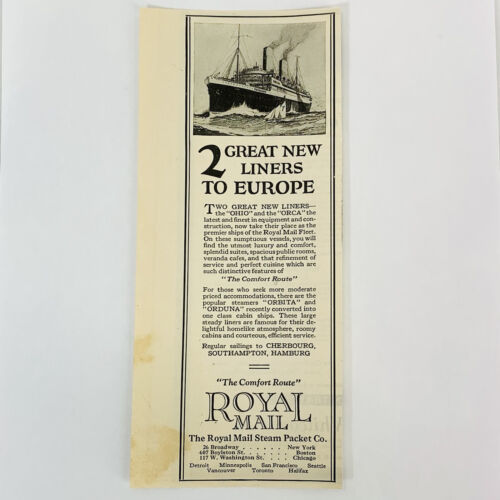 2 GREAT NEW
LINERS
TO EUROPE
TWO GREAT NEW LINERS—
the "OHIO" and the "ORCA" the
latest and finest in equipment and con-
struction, now take their place as the
premier ships of the Royal Mail Fleet.
On these sumptuous vessels, you will
find the utmost luxury and comfort,
splendid suites, spacious public rooms,
veranda cafes, and that refinement of
service and perfect cuisine which are
such distinctive features of
"The Comfort Route"
For those who seek more moderate
priced accommodations, there are the
popular steamers "ORBITA" and
"ORDUNA" recently converted into
one class cabin ships. These large
steady liners are famous for their de-
lightful homelike atmosphere, roomy
cabins and courteous, efficient service.
Regular sailings to CHERBOURG,
SOUTHAMPTON, HAMBURG
"The Comfort Route"
ROYAL
MAIL
The Royal Mail Steam Packet Co.
26 Broadway . . . . . . New York
607 Boylston St. . . . . . Boston
117 W. Washington St. . . . Chicago
Detroit Minneapolis San Francisco Seattle
Vancouver Toronto Halifax